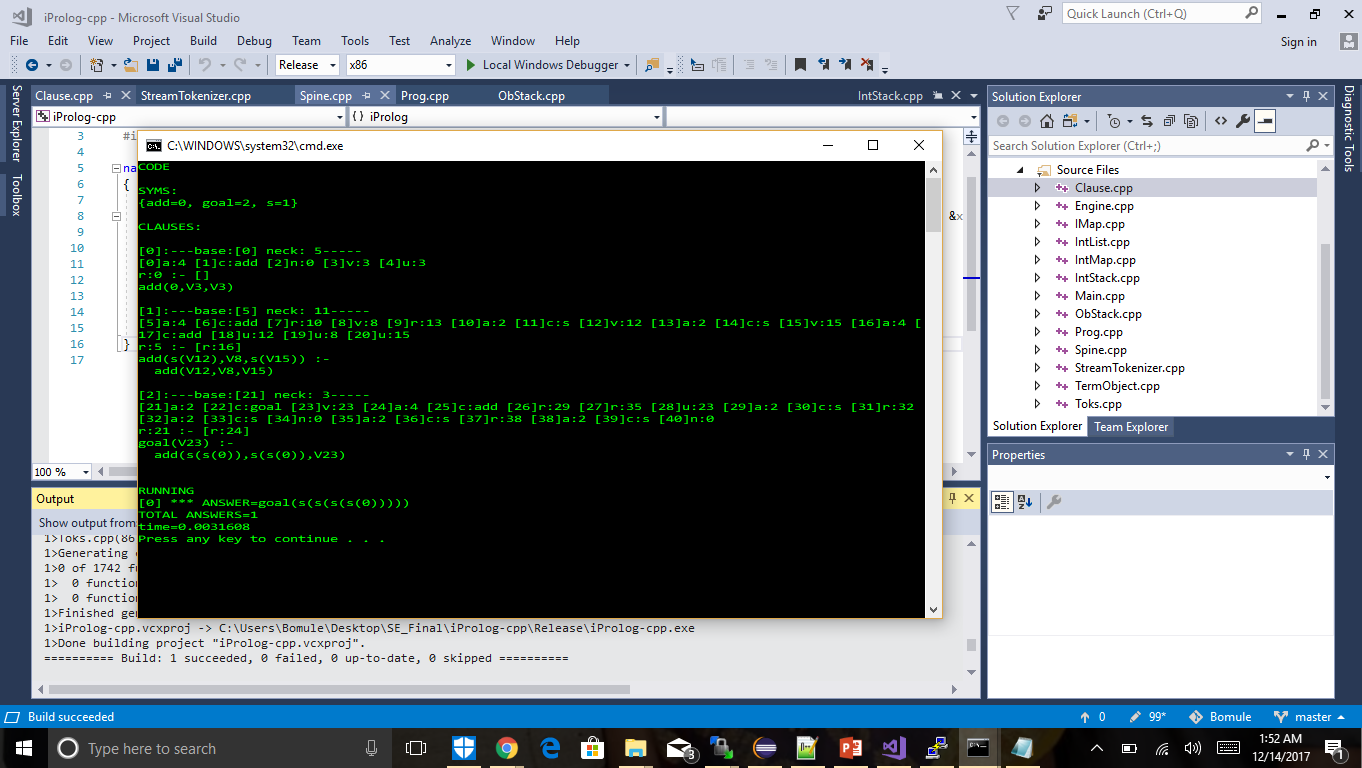 iProlog-cpp - Microsoft Visual Studio
Quick Launch (Ctrl+Q)
File Edit View Project Build Debug Team Tools Test Analyze Window Help
Sign in
Release x86 Local Windows Debugger
Server Explorer
Toolbox
Clause.cpp StreamTokenizer.cpp Spine.cpp Prog.cpp ObStack.cpp IntStack.cpp
iProlog-cpp { } iProlog
3 #i
4
5 na
6 {
7
8 &x
9
10
11
12
13
14
15
16 }
17
100 %
C:\WINDOWS\system32\cmd.exe
CODE
SYMS:
{add=0, goal=2, s=1}
CLAUSES:
[0]:---base:[0] neck: 5-----
[0]a:4 [1]c:add [2]n:0 [3]v:3 [4]u:3
r:0 :- []
add(0,V3,V3)
[1]:---base:[5] neck: 11-----
[5]a:4 [6]c:add [7]r:10 [8]v:8 [9]r:13 [10]a:2 [11]c:s [12]v:12 [13]a:2 [14]c:s [15]v:15 [16]a:4 [
17]c:add [18]u:12 [19]u:8 [20]u:15
r:5 :- [r:16]
add(s(V12),V8,s(V15)) :-
add(V12,V8,V15)
[2]:---base:[21] neck: 3-----
[21]a:2 [22]c:goal [23]v:23 [24]a:4 [25]c:add [26]r:29 [27]r:35 [28]u:23 [29]a:2 [30]c:s [31]r:32
[32]a:2 [33]c:s [34]n:0 [35]a:2 [36]c:s [37]r:38 [38]a:2 [39]c:s [40]n:0
r:21 :- [r:24]
goal(V23) :-
add(s(s(0)),s(s(0)),V23)
RUNNING
[0] *** ANSWER=goal(s(s(s(s(0)))))
TOTAL ANSWERS=1
time=0.0031608
Press any key to continue . . .
Output
Show output from
1>Toks.cpp(86
1>Generating
1>0 of 1742 fu
1> 0 function
1> 0 function
1>Finished gen
1>iProlog-cpp.vcxproj -> C:\Users\Bomule\Desktop\SE_Final\iProlog-cpp\Release\iProlog-cpp.exe
1>Done building project "iProlog-cpp.vcxproj".
========== Build: 1 succeeded, 0 failed, 0 up-to-date, 0 skipped ==========
Solution Explorer
Search Solution Explorer (Ctrl+;)
Source Files
Clause.cpp
Engine.cpp
IMap.cpp
IntList.cpp
IntMap.cpp
IntStack.cpp
Main.cpp
ObStack.cpp
Prog.cpp
Spine.cpp
StreamTokenizer.cpp
TermObject.cpp
Toks.cpp
Solution Explorer Team Explorer
Properties
Diagnostic Tools
Build succeeded
0 99* Bomule master
Type here to search
3
1:52 AM
12/14/2017
1